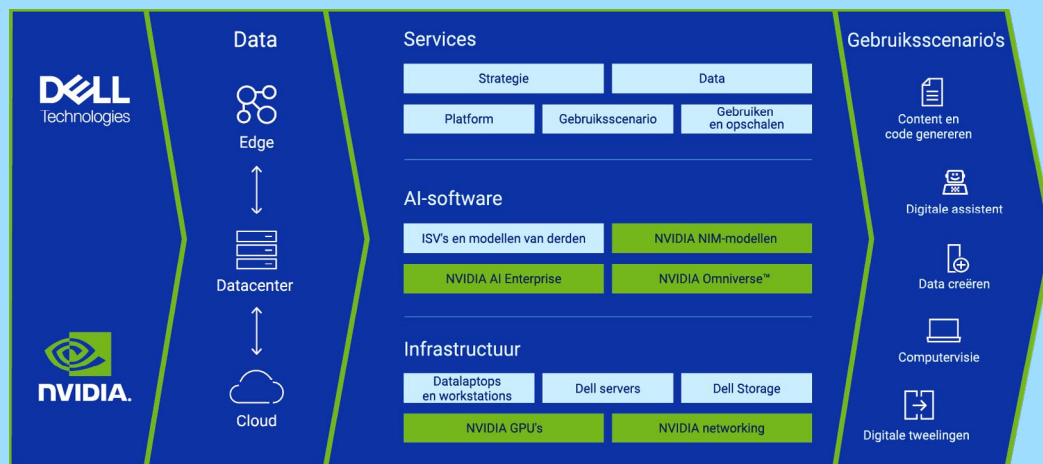 DELL
Technologies
NVIDIA.
Data
Edge
Datacenter
Cloud
Services
Strategie
Data
Platform
Gebruiksscenario
Gebruiken
en opschalen
AI-software
ISV's en modellen van derden
NVIDIA NIM-modellen
NVIDIA AI Enterprise
NVIDIA Omniverse™
Infrastructuur
Datalaptops
en workstations
Dell servers
Dell Storage
NVIDIA GPU's
NVIDIA networking
Gebruiksscenario's
Content en
code genereren
Digitale assistent
Data creëren
Computervisie
Digitale tweelingen